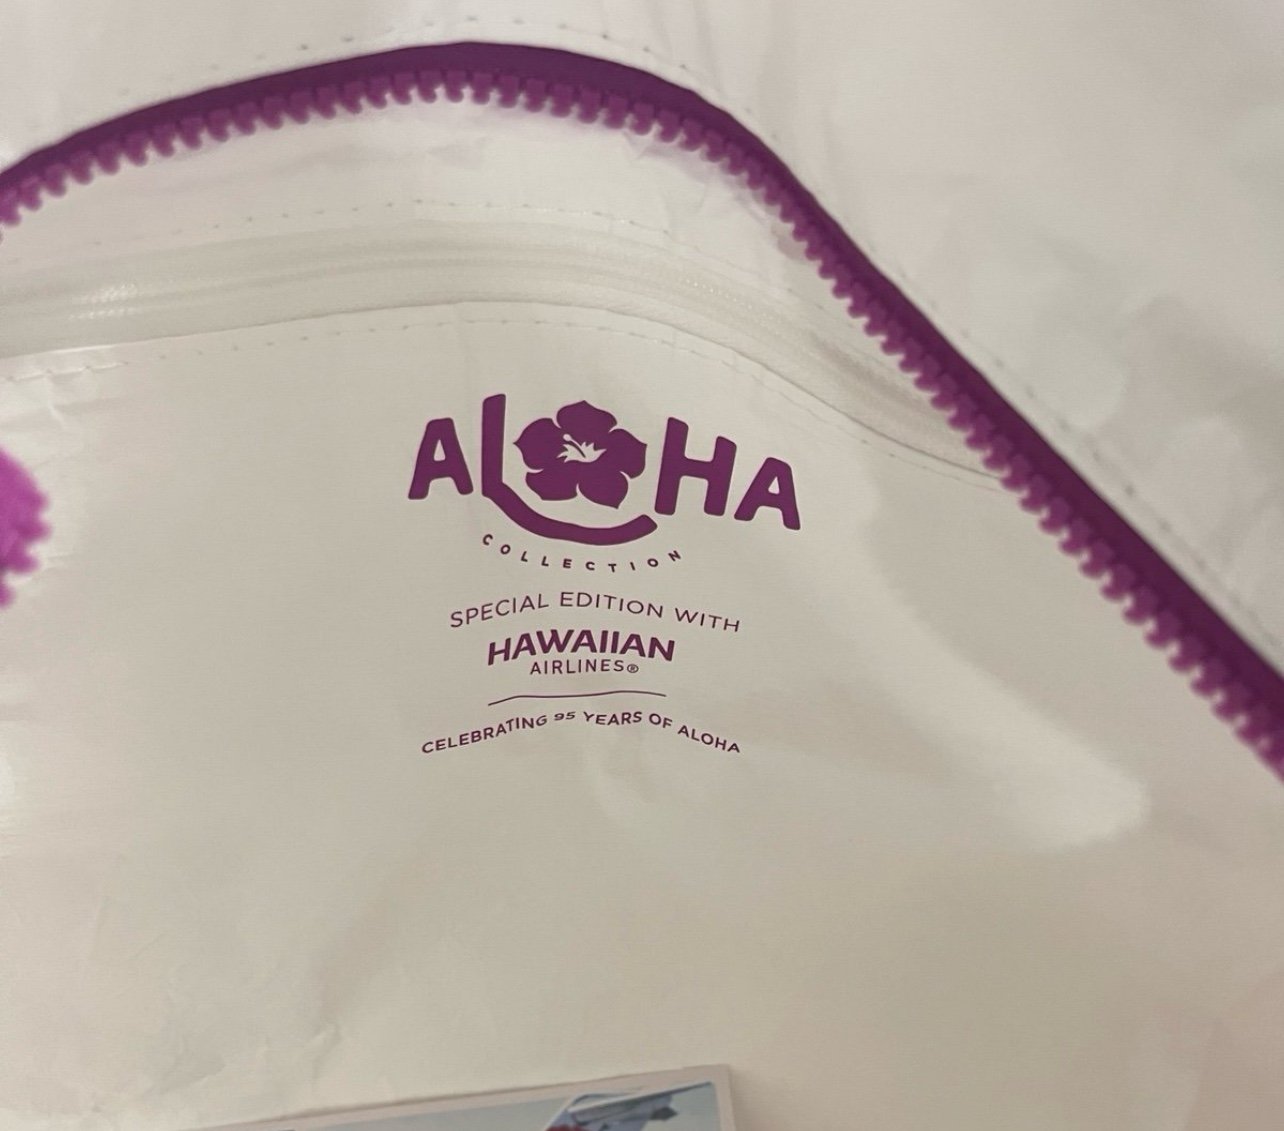 ALOHA
COLLECTION
SPECIAL EDITION WITH
HAWAIIAN
AIRLINES®
CELEBRATING 95 YEARS OF ALOHA